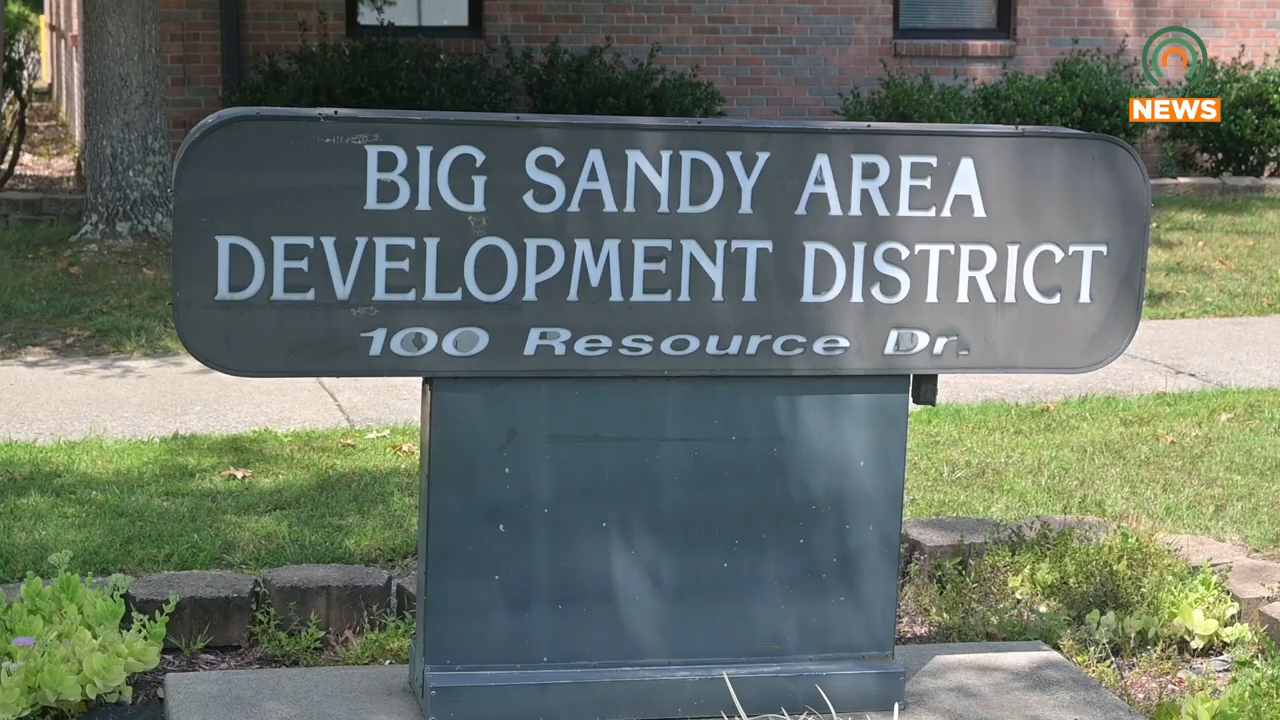 BIG SANDY AREA
DEVELOPMENT DISTRICT
100 Resource Dr.
NEWS